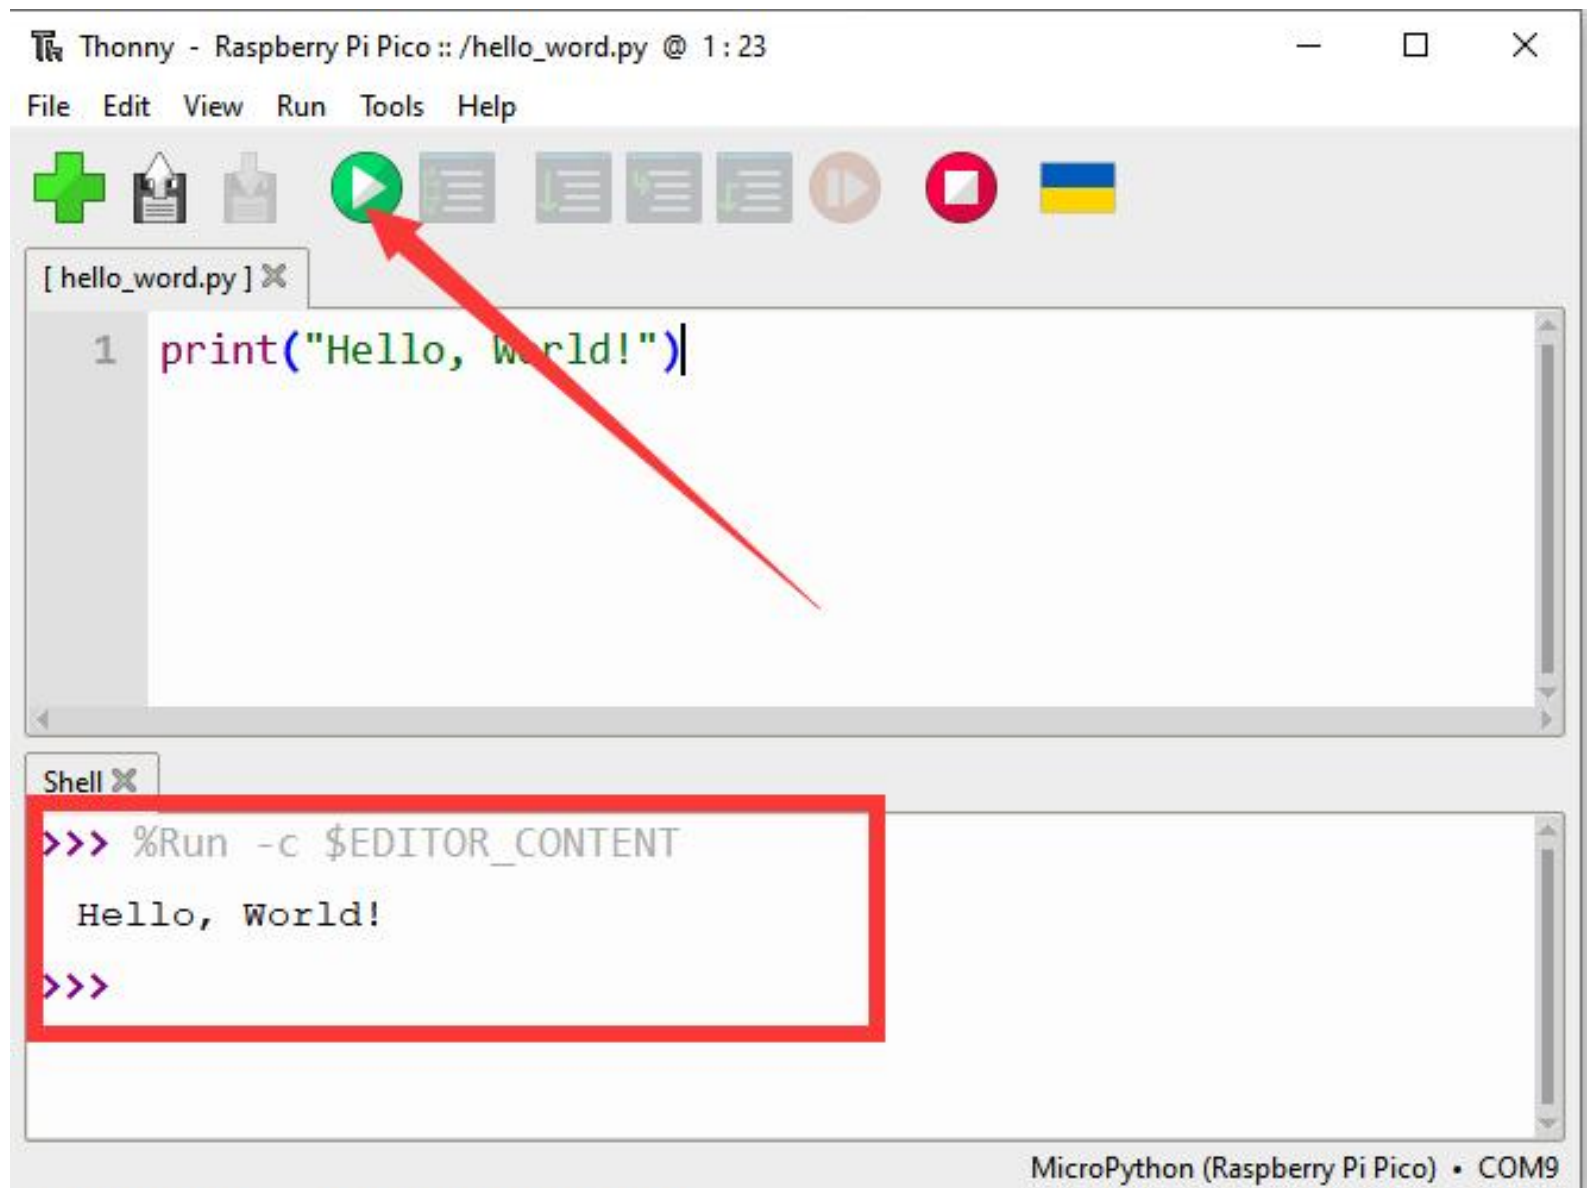 Thonny - Raspberry Pi Pico :: /hello_word.py @ 1 : 23
File Edit View Run Tools Help
[ hello_word.py ]
1 print("Hello, World!")
Shell
>>> %Run -c $EDITOR_CONTENT
Hello, World!
>>>
MicroPython (Raspberry Pi Pico) • COM9